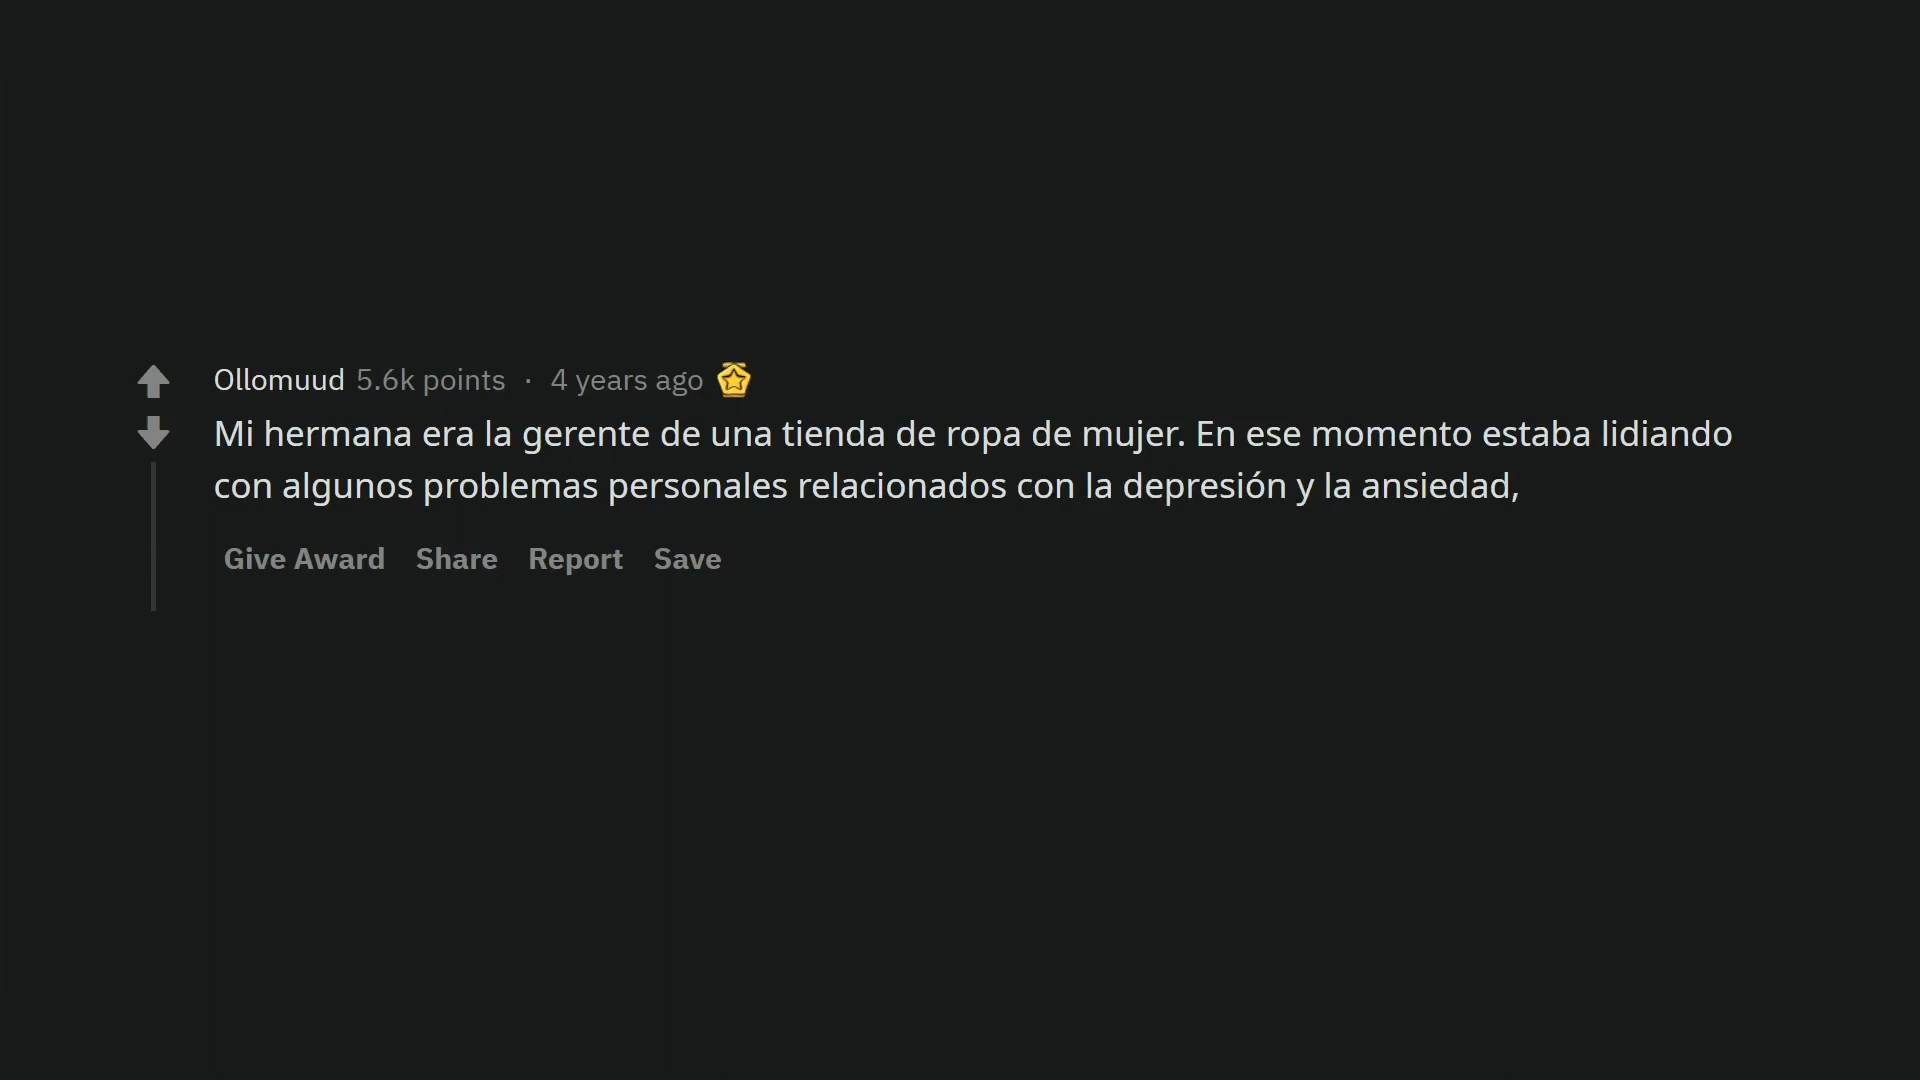 Ollomuud 5.6k points · 4 years ago
Mi hermana era la gerente de una tienda de ropa de mujer. En ese momento estaba lidiando
con algunos problemas personales relacionados con la depresión y la ansiedad,
Give Award Share Report Save